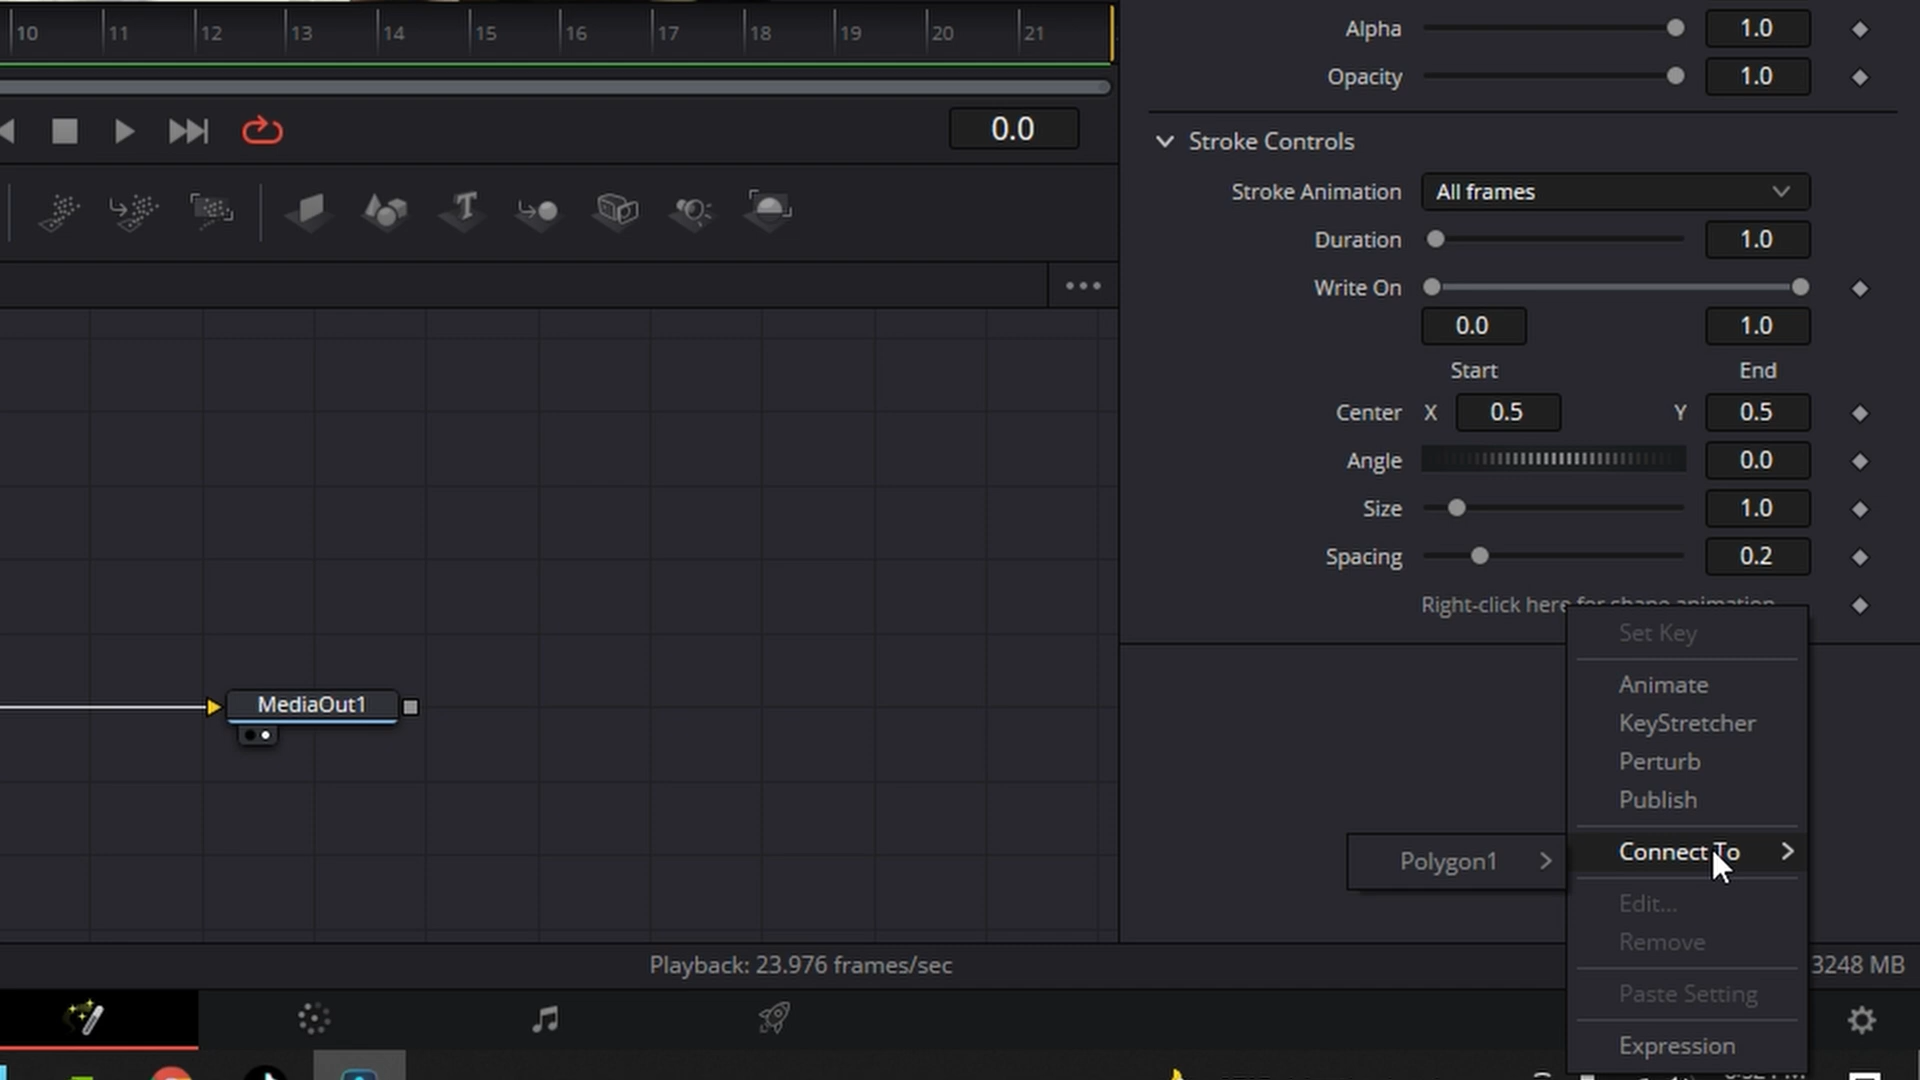 10 11 12 13 14 15 16 17 18 19 20 21
0.0
Alpha 1.0
Opacity 1.0
Stroke Controls
Stroke Animation All frames
Duration 1.0
Write On
0.0 1.0
Start End
Center X 0.5 Y 0.5
Angle 0.0
Size 1.0
Spacing 0.2
Right-click here for shape animation
Set Key
Animate
KeyStretcher
Perturb
Publish
Connect To
Polygon1
Edit...
Remove
Paste Setting
Expression
MediaOut1
Playback: 23.976 frames/sec
3248 MB